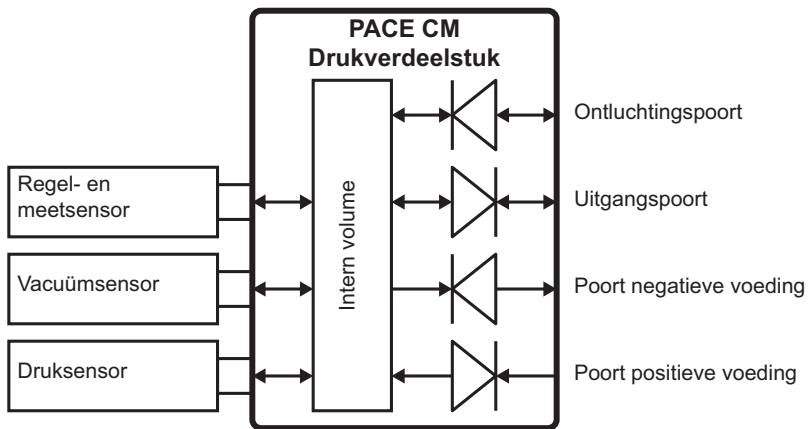 PACE CM
Drukverdeelstuk
Ontluchtingspoort
Regel- en
meetsensor
Uitgangspoort
Intern volume
Vacuümsensor
Poort negatieve voeding
Druksensor
Poort positieve voeding